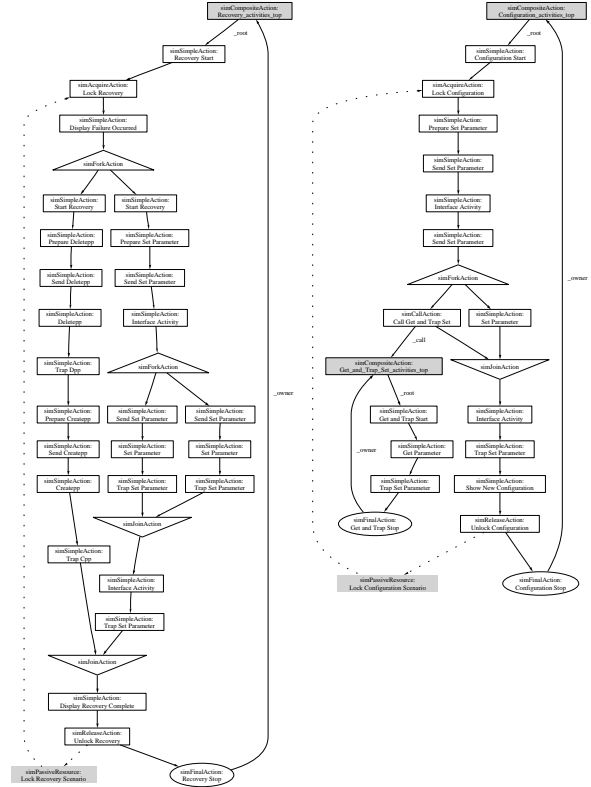 simCompositeAction:
Recovery_activities_top
_root
simSimpleAction:
Recovery Start
simAcquireAction:
Lock Recovery
simSimpleAction:
Display Failure Occurred
simForkAction
simSimpleAction:
Start Recovery
simSimpleAction:
Start Recovery
simSimpleAction:
Prepare Deletepp
simSimpleAction:
Prepare Set Parameter
simSimpleAction:
Send Deletepp
simSimpleAction:
Send Set Parameter
simSimpleAction:
Deletepp
simSimpleAction:
Interface Activity
simSimpleAction:
Trap Dpp
simForkAction
_owner
simSimpleAction:
Prepare Createpp
simSimpleAction:
Send Set Parameter
simSimpleAction:
Send Set Parameter
simSimpleAction:
Send Createpp
simSimpleAction:
Set Parameter
simSimpleAction:
Set Parameter
simSimpleAction:
Createpp
simSimpleAction:
Trap Set Parameter
simSimpleAction:
Trap Set Parameter
simJoinAction
simSimpleAction:
Trap Cpp
simSimpleAction:
Interface Activity
simSimpleAction:
Trap Set Parameter
simJoinAction
simSimpleAction:
Display Recovery Complete
simReleaseAction:
Unlock Recovery
simPassiveResource:
Lock Recovery Scenario
simFinalAction:
Recovery Stop
simCompositeAction:
Configuration_activities_top
_root
simSimpleAction:
Configuration Start
simAcquireAction:
Lock Configuration
simSimpleAction:
Prepare Set Parameter
simSimpleAction:
Send Set Parameter
simSimpleAction:
Interface Activity
simSimpleAction:
Send Set Parameter
simForkAction
_owner
simCallAction:
Call Get and Trap Set
simSimpleAction:
Set Parameter
_call
simCompositeAction:
Get_and_Trap_Set_activities_top
simJoinAction
_root
simSimpleAction:
Get and Trap Start
simSimpleAction:
Interface Activity
_owner
simSimpleAction:
Get Parameter
simSimpleAction:
Trap Set Parameter
simSimpleAction:
Trap Set Parameter
simSimpleAction:
Show New Configuration
simFinalAction:
Get and Trap Stop
simReleaseAction:
Unlock Configuration
simPassiveResource:
Lock Configuration Scenario
simFinalAction:
Configuration Stop